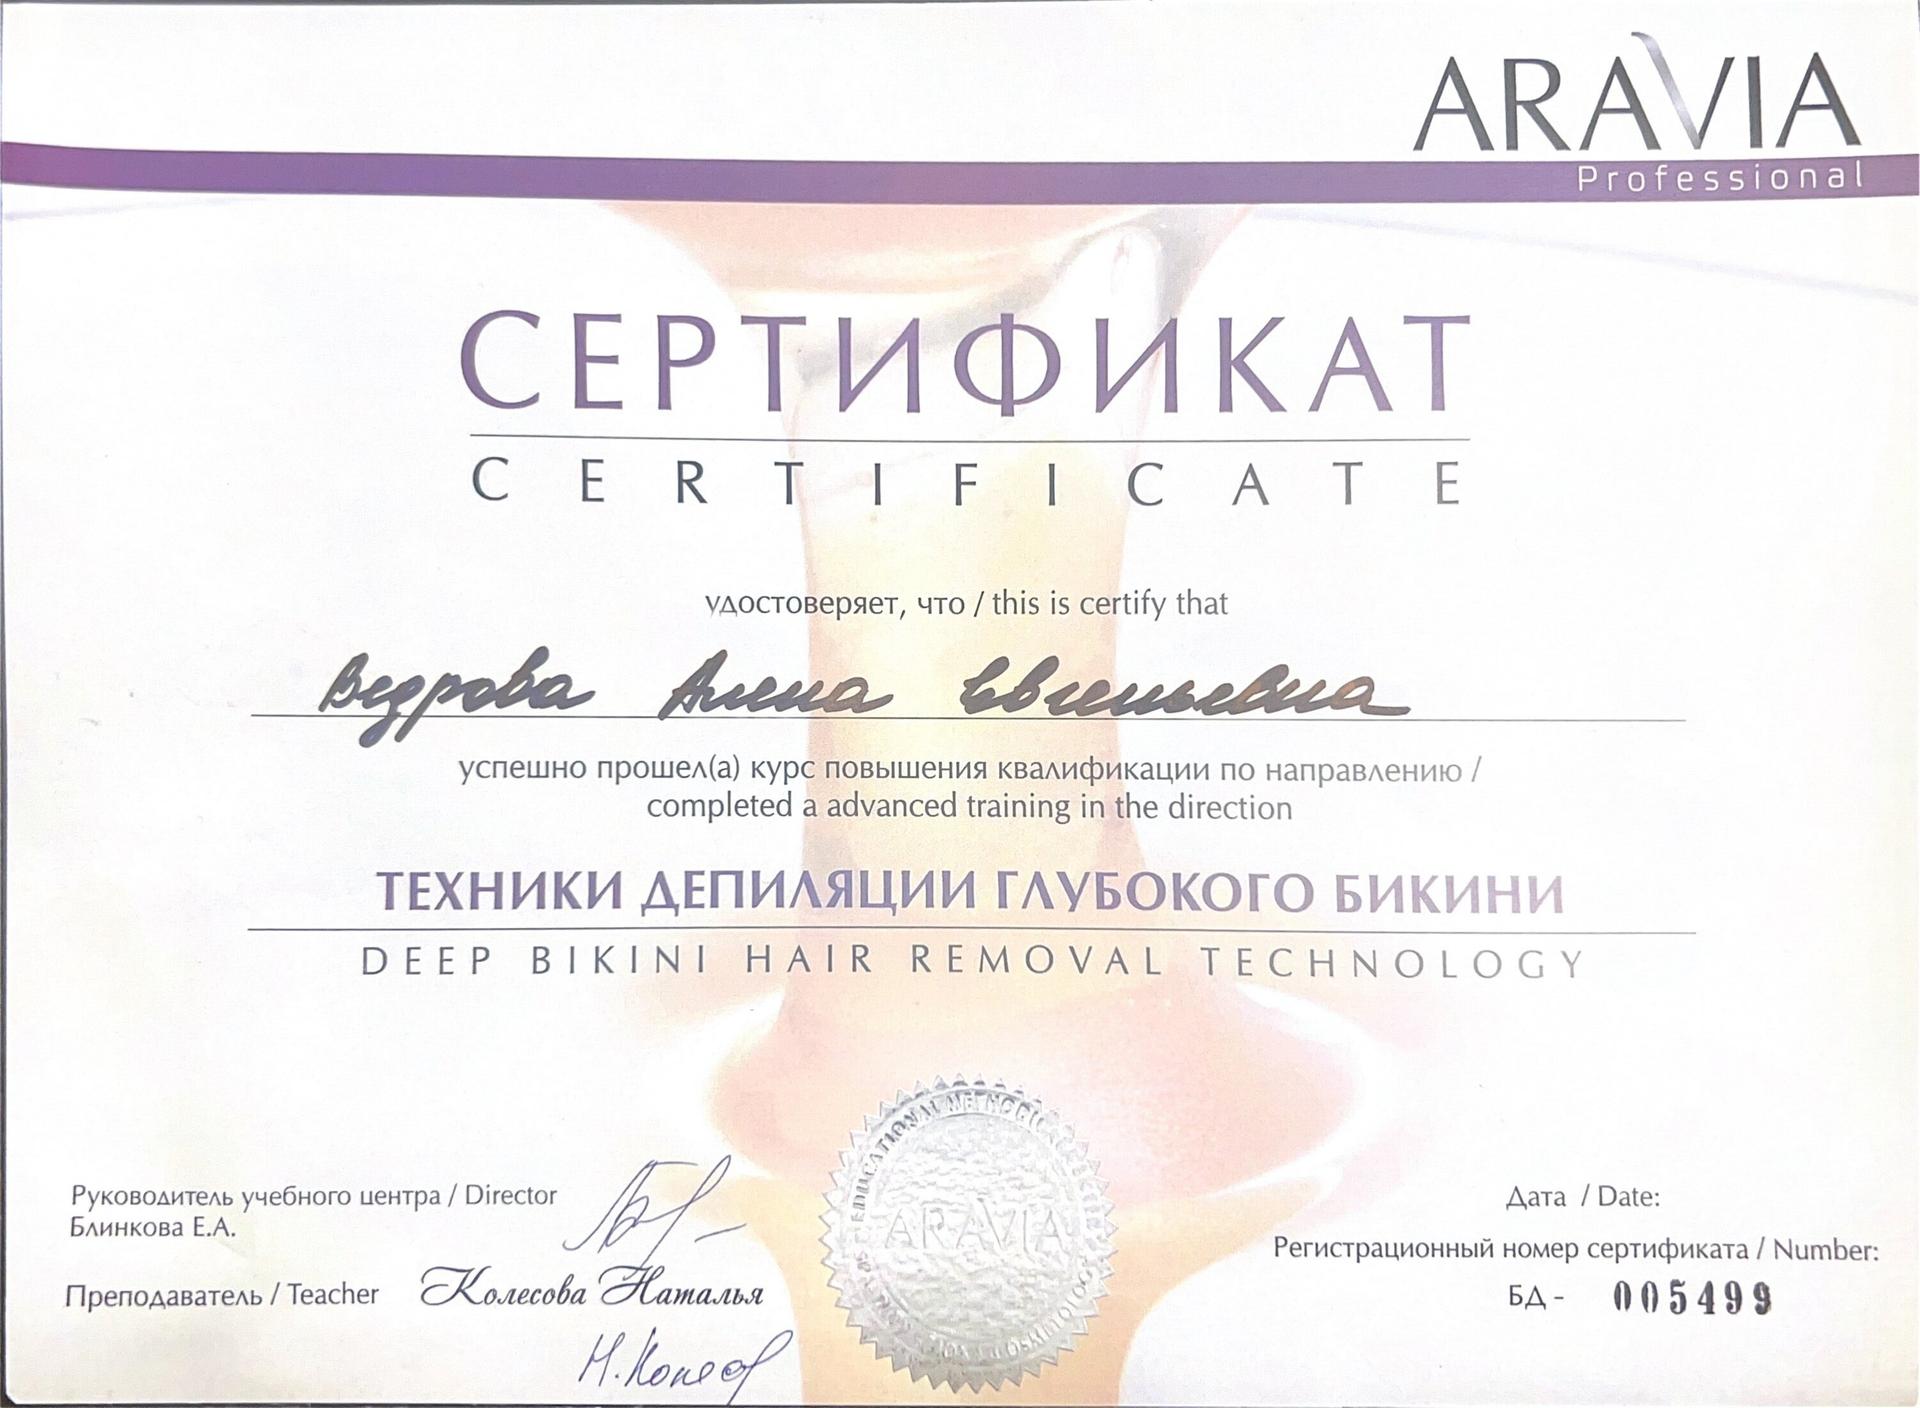 ARAVIA
Professional
СЕРТИФИКАТ
CERTIFICATE
удостоверяет, что / this is certify that
Ведрова Алена Евгеньевна
успешно прошел(а) курс повышения квалификации по направлению /
completed a advanced training in the direction
ТЕХНИКИ ДЕПИЛЯЦИИ ГЛУБОКОГО БИКИНИ
DEEP BIKINI HAIR REMOVAL TECHNOLOGY
Руководитель учебного центра / Director
Блинкова Е.А.
Преподаватель / Teacher Колесова Наталья
EDUCATIONAL
ARAVIA
Дата / Date:
Регистрационный номер сертификата / Number:
БД - 005499